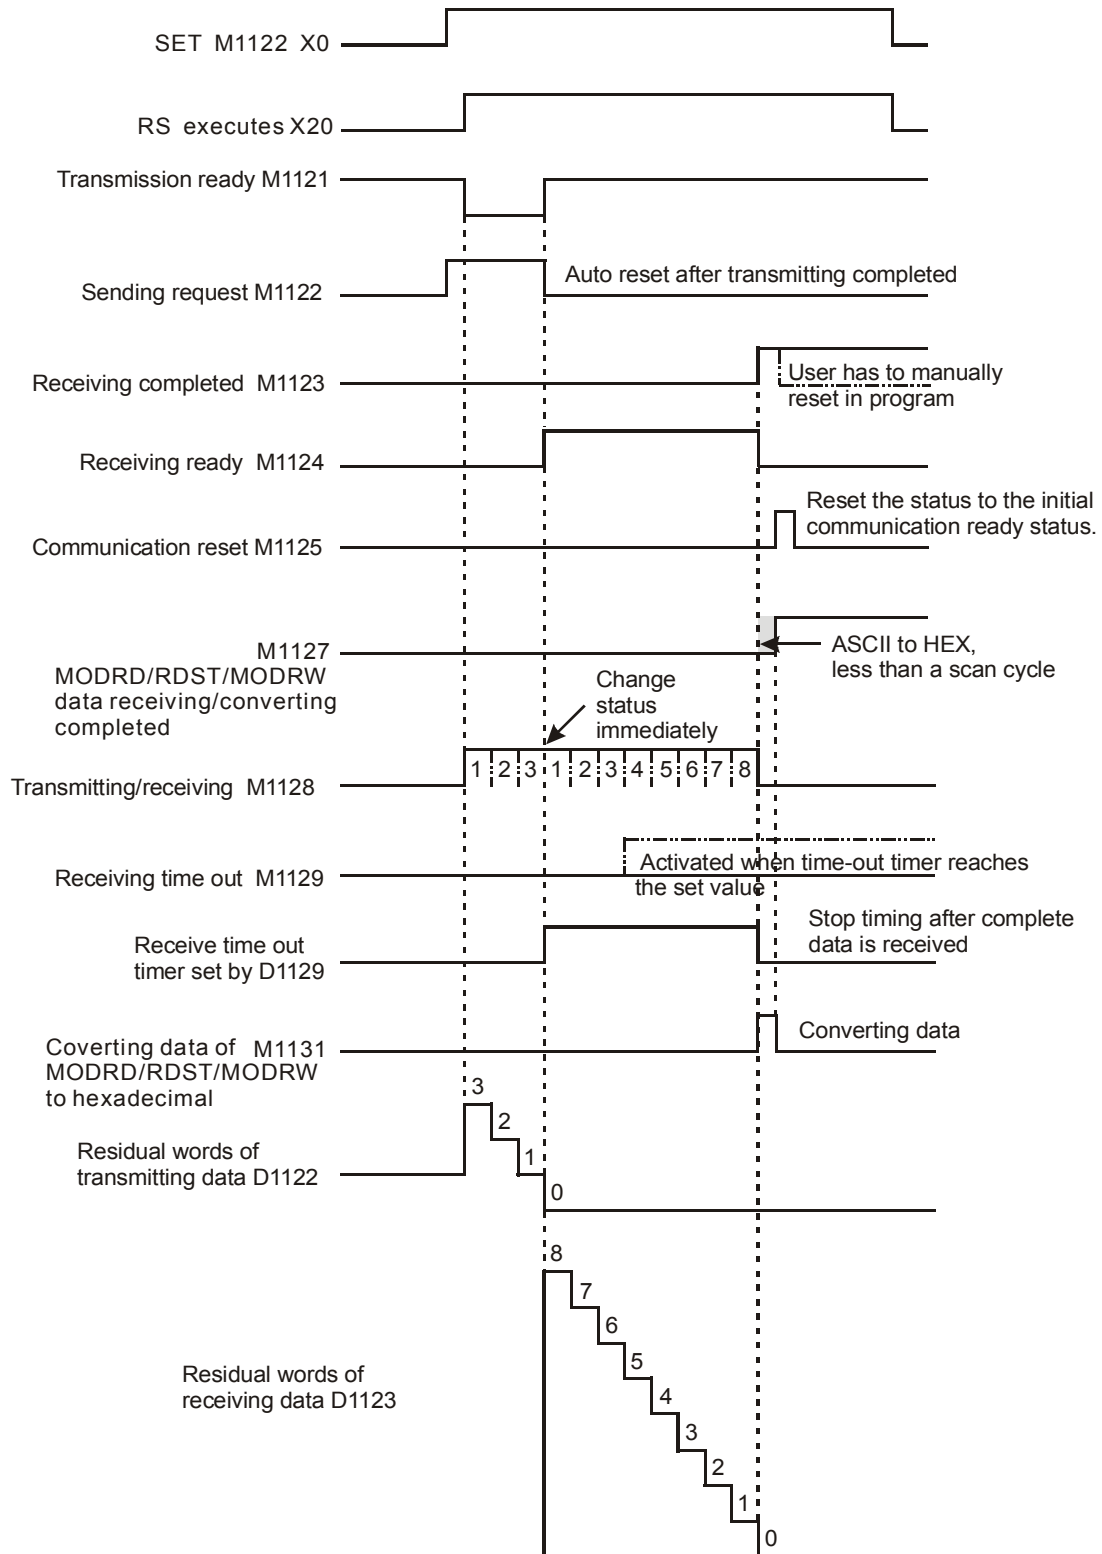 SET M1122 X0
RS executes X20
Transmission ready M1121
Sending request M1122
Auto reset after transmitting completed
Receiving completed M1123
User has to manually
reset in program
Receiving ready M1124
Reset the status to the initial
communication ready status.
Communication reset M1125
M1127
MODRD/RDST/MODRW
data receiving/converting
completed
ASCII to HEX,
less than a scan cycle
Change
status
immediately
Transmitting/receiving M1128
1 2 3 1 2 3 4 5 6 7 8
Receiving time out M1129
Activated when time-out timer reaches
the set value
Receive time out
timer set by D1129
Stop timing after complete
data is received
Coverting data of M1131
MODRD/RDST/MODRW
to hexadecimal
Converting data
Residual words of
transmitting data D1122
3
2
1
0
Residual words of
receiving data D1123
8
7
6
5
4
3
2
1
0